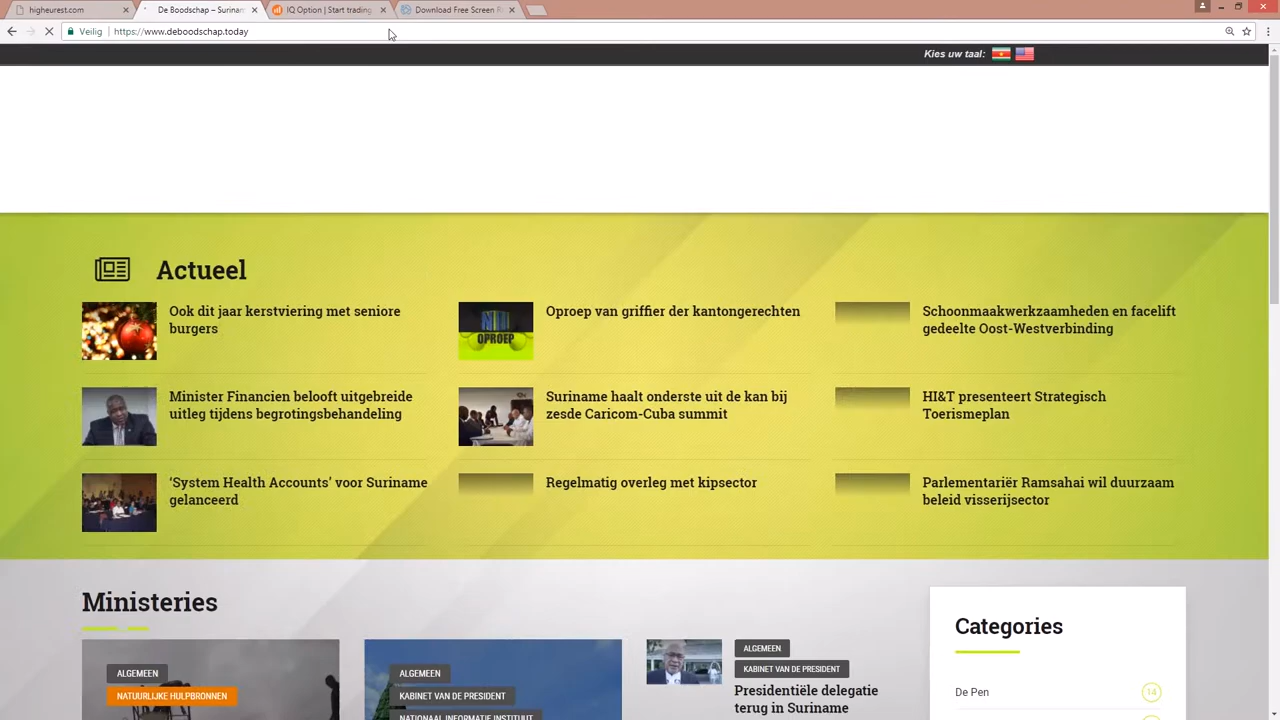 higheurest.com
De Boodschap – Surinam
IQ Option | Start trading
Download Free Screen R
Veilig
https://www.deboodschap.today
Kies uw taal:
Actueel
Ook dit jaar kerstviering met seniore
burgers
Oproep van griffier der kantongerechten
OPROEP
Schoonmaakwerkzaamheden en facelift
gedeelte Oost-Westverbinding
Minister Financien belooft uitgebreide
uitleg tijdens begrotingsbehandeling
Suriname haalt onderste uit de kan bij
zesde Caricom-Cuba summit
HI&T presenteert Strategisch
Toerismeplan
‘System Health Accounts’ voor Suriname
gelanceerd
Regelmatig overleg met kipsector
Parlementariër Ramsahai wil duurzaam
beleid visserijsector
Ministeries
ALGEMEEN
NATUURLIJKE HULPBRONNEN
ALGEMEEN
KABINET VAN DE PRESIDENT
NATIONAAL INFORMATIE INSTITUUT
ALGEMEEN
KABINET VAN DE PRESIDENT
Presidentiële delegatie
terug in Suriname
Categories
De Pen
14